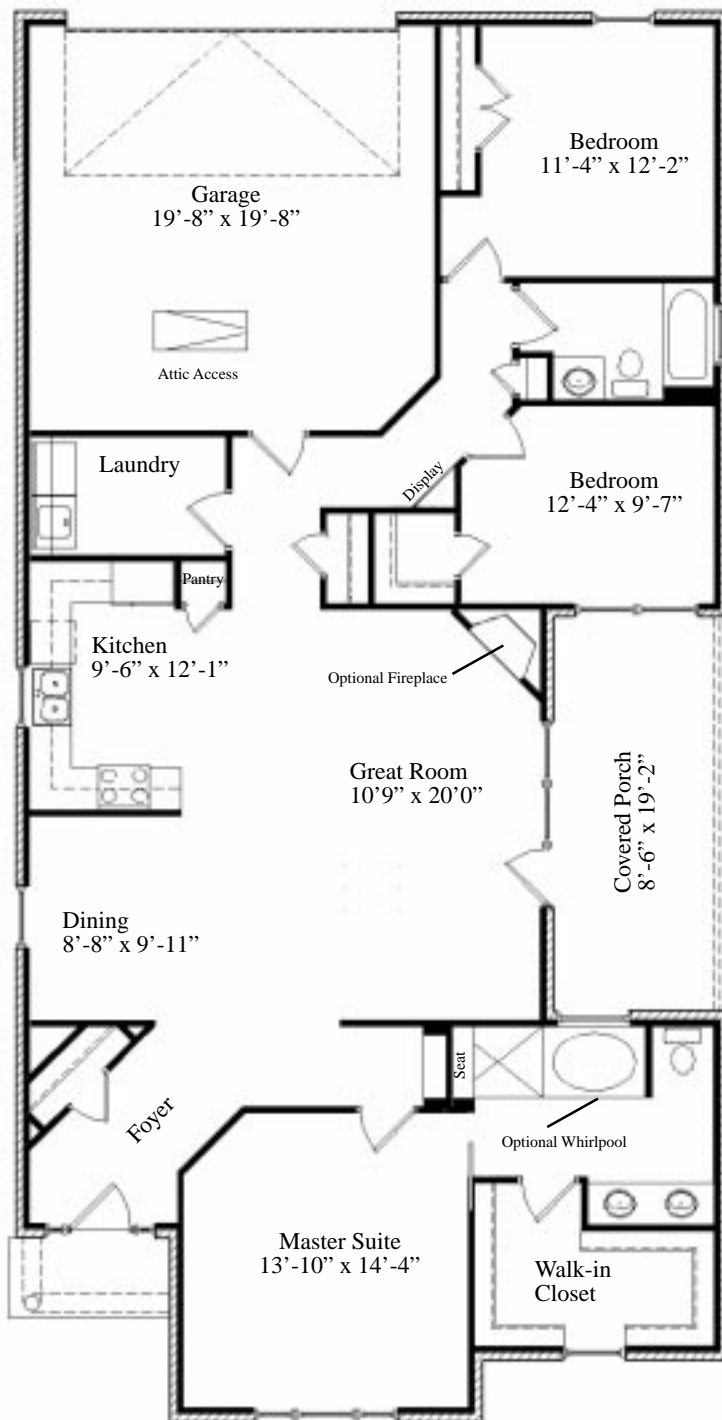 Bedroom
11’-4” x 12’-2”
Garage
19’-8” x 19’-8”
Attic Access
Laundry
Display
Bedroom
12’-4” x 9’-7”
Pantry
Kitchen
9’-6” x 12’-1”
Optional Fireplace
Great Room
10’9” x 20’0”
Covered Porch
8’-6” x 19’-2”
Dining
8’-8” x 9’-11”
Seat
Foyer
Optional Whirlpool
Master Suite
13’-10” x 14’-4”
Walk-in
Closet